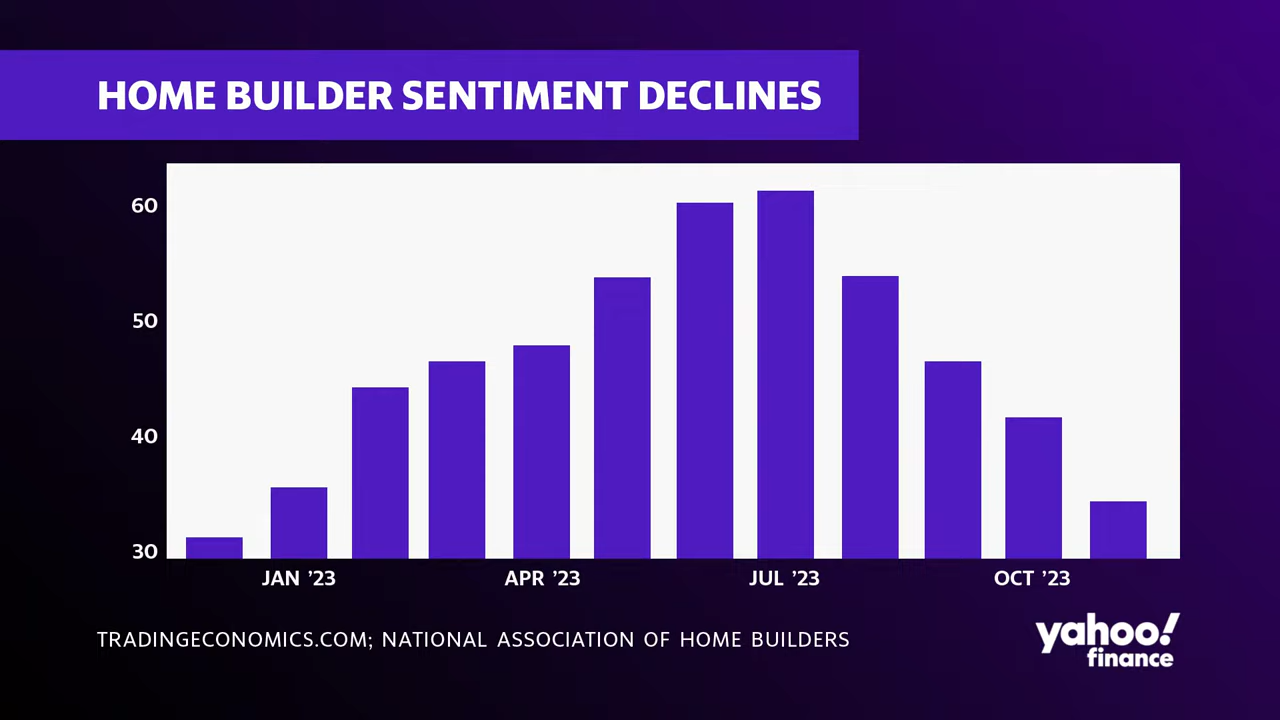 HOME BUILDER SENTIMENT DECLINES
60
50
40
30
JAN ’23 APR ’23 JUL ’23 OCT ’23
TRADINGECONOMICS.COM; NATIONAL ASSOCIATION OF HOME BUILDERS
yahoo!
finance